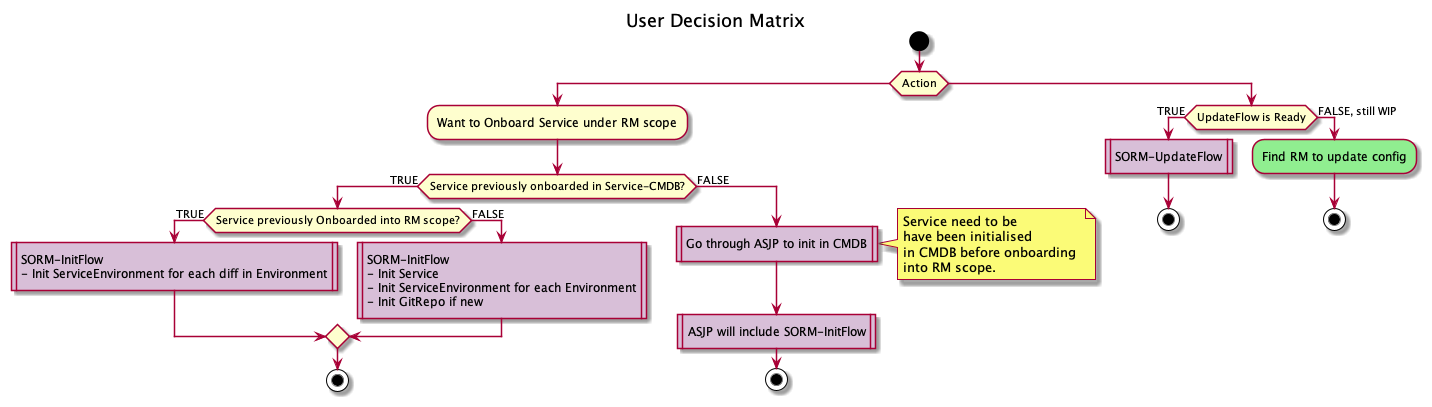 User Decision Matrix
Action
Want to Onboard Service under RM scope
TRUE
Service previously onboarded in Service-CMDB?
FALSE
TRUE
Service previously Onboarded into RM scope?
FALSE
SORM-InitFlow
- Init ServiceEnvironment for each diff in Environment
SORM-InitFlow
- Init Service
- Init ServiceEnvironment for each Environment
- Init GitRepo if new
Go through ASJP to init in CMDB
Service need to be
have been initialised
in CMDB before onboarding
into RM scope.
ASJP will include SORM-InitFlow
TRUE
UpdateFlow is Ready
FALSE, still WIP
SORM-UpdateFlow
Find RM to update config